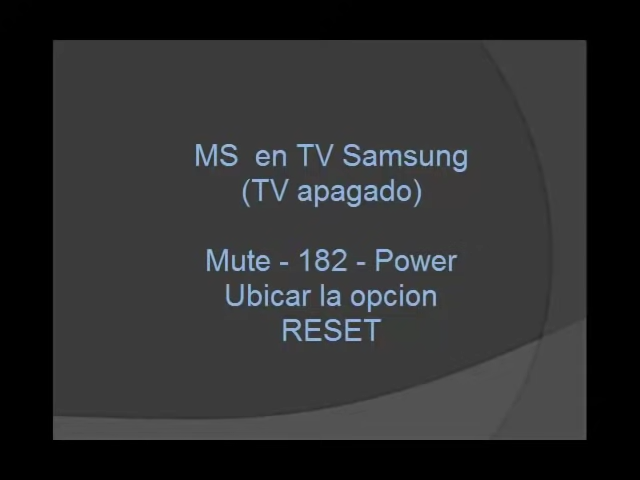 MS  en TV Samsung
(TV apagado)
Mute - 182 - Power
Ubicar la opcion
RESET